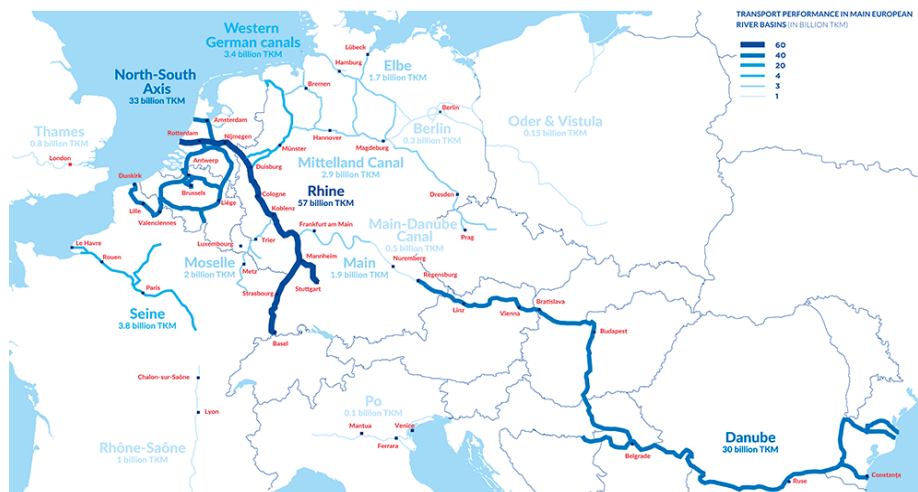 TRANSPORT PERFORMANCE IN MAIN EUROPEAN
RIVER BASINS (IN BILLION TKM)
60
40
20
4
3
1
Western
German canals
3.4 billion TKM
Lübeck
Hamburg
Elbe
1.7 billion TKM
North-South
Axis
33 billion TKM
Bremen
Berlin
Berlin
0.3 billion TKM
Oder & Vistula
0.15 billion TKM
Thames
0.8 billion TKM
London
Amsterdam
Rotterdam
Nijmegen
Hannover
Magdeburg
Münster
Mittelland Canal
2.9 billion TKM
Antwerp
Duisburg
Dunkirk
Brussels
Lille
Liège
Valenciennes
Cologne
Rhine
57 billion TKM
Koblenz
Dresden
Prag
Frankfurt am Main
Main-Danube
Canal
0.5 billion TKM
Nuremberg
Le Havre
Rouen
Paris
Luxembourg
Trier
Moselle
2 billion TKM
Metz
Mannheim
Main
1.9 billion TKM
Regensburg
Strasbourg
Stuttgart
Seine
3.8 billion TKM
Linz
Vienna
Bratislava
Budapest
Basel
Chalon-sur-Saône
Lyon
Rhône-Saône
1 billion TKM
Po
0.1 billion TKM
Mantua
Venice
Ferrara
Belgrade
Danube
30 billion TKM
Ruse
Constanța